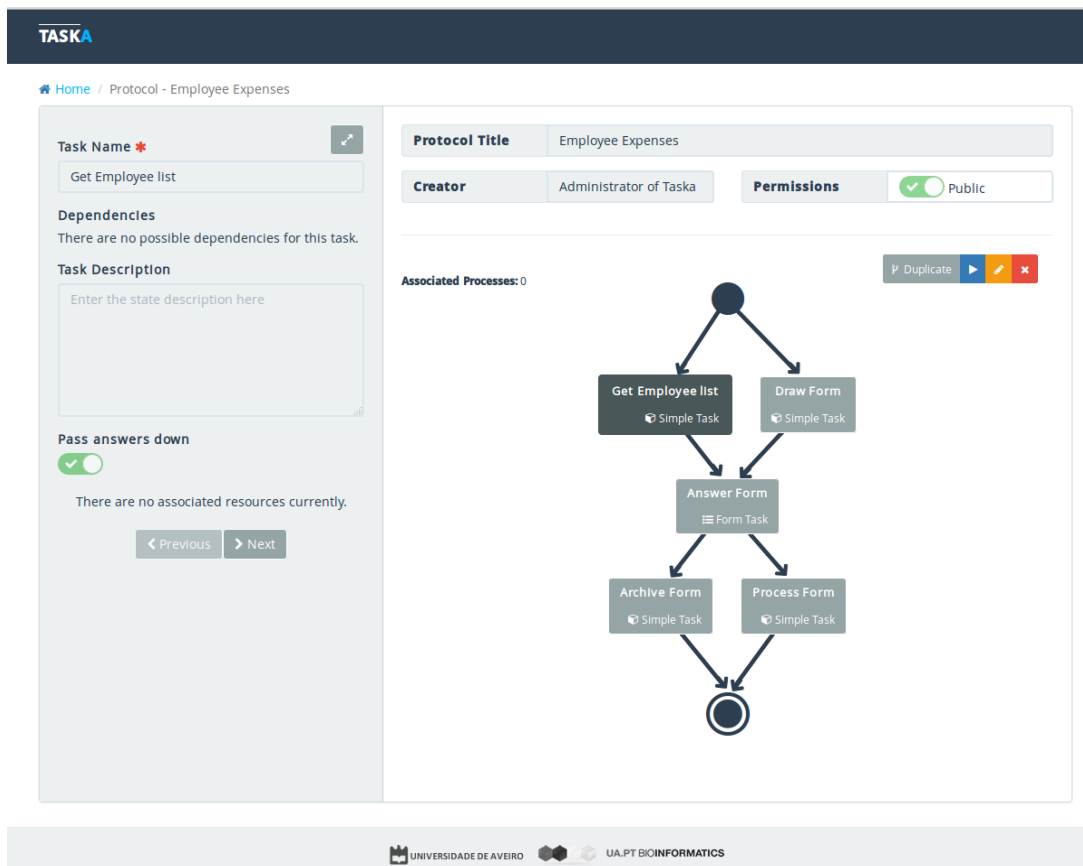 TASKA
Home / Protocol - Employee Expenses
Task Name ✱
Get Employee list
Dependencies
There are no possible dependencies for this task.
Task Description
Enter the state description here
Pass answers down
There are no associated resources currently.
Previous
Next
Protocol Title
Employee Expenses
Creator
Administrator of Taska
Permissions
Public
Associated Processes: 0
Duplicate
Get Employee list
Simple Task
Draw Form
Simple Task
Answer Form
Form Task
Archive Form
Simple Task
Process Form
Simple Task
UNIVERSIDADE DE AVEIRO
UA.PT BIOINFORMATICS